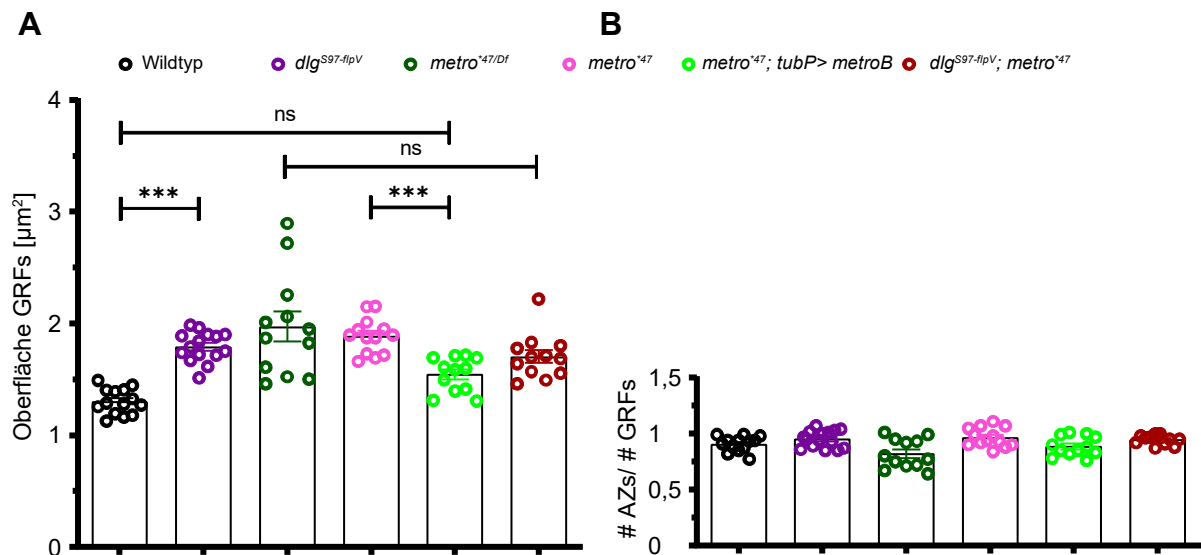 A
B
Wildtyp dlgS97-flpV metro*47/Df metro*47 metro*47; tubP> metroB dlgS97-flpV; metro*47
Oberfläche GRFs [µm²]
4
3
2
1
0
ns
ns
***
***
# AZs/ # GRFs
1,5
1
0,5
0